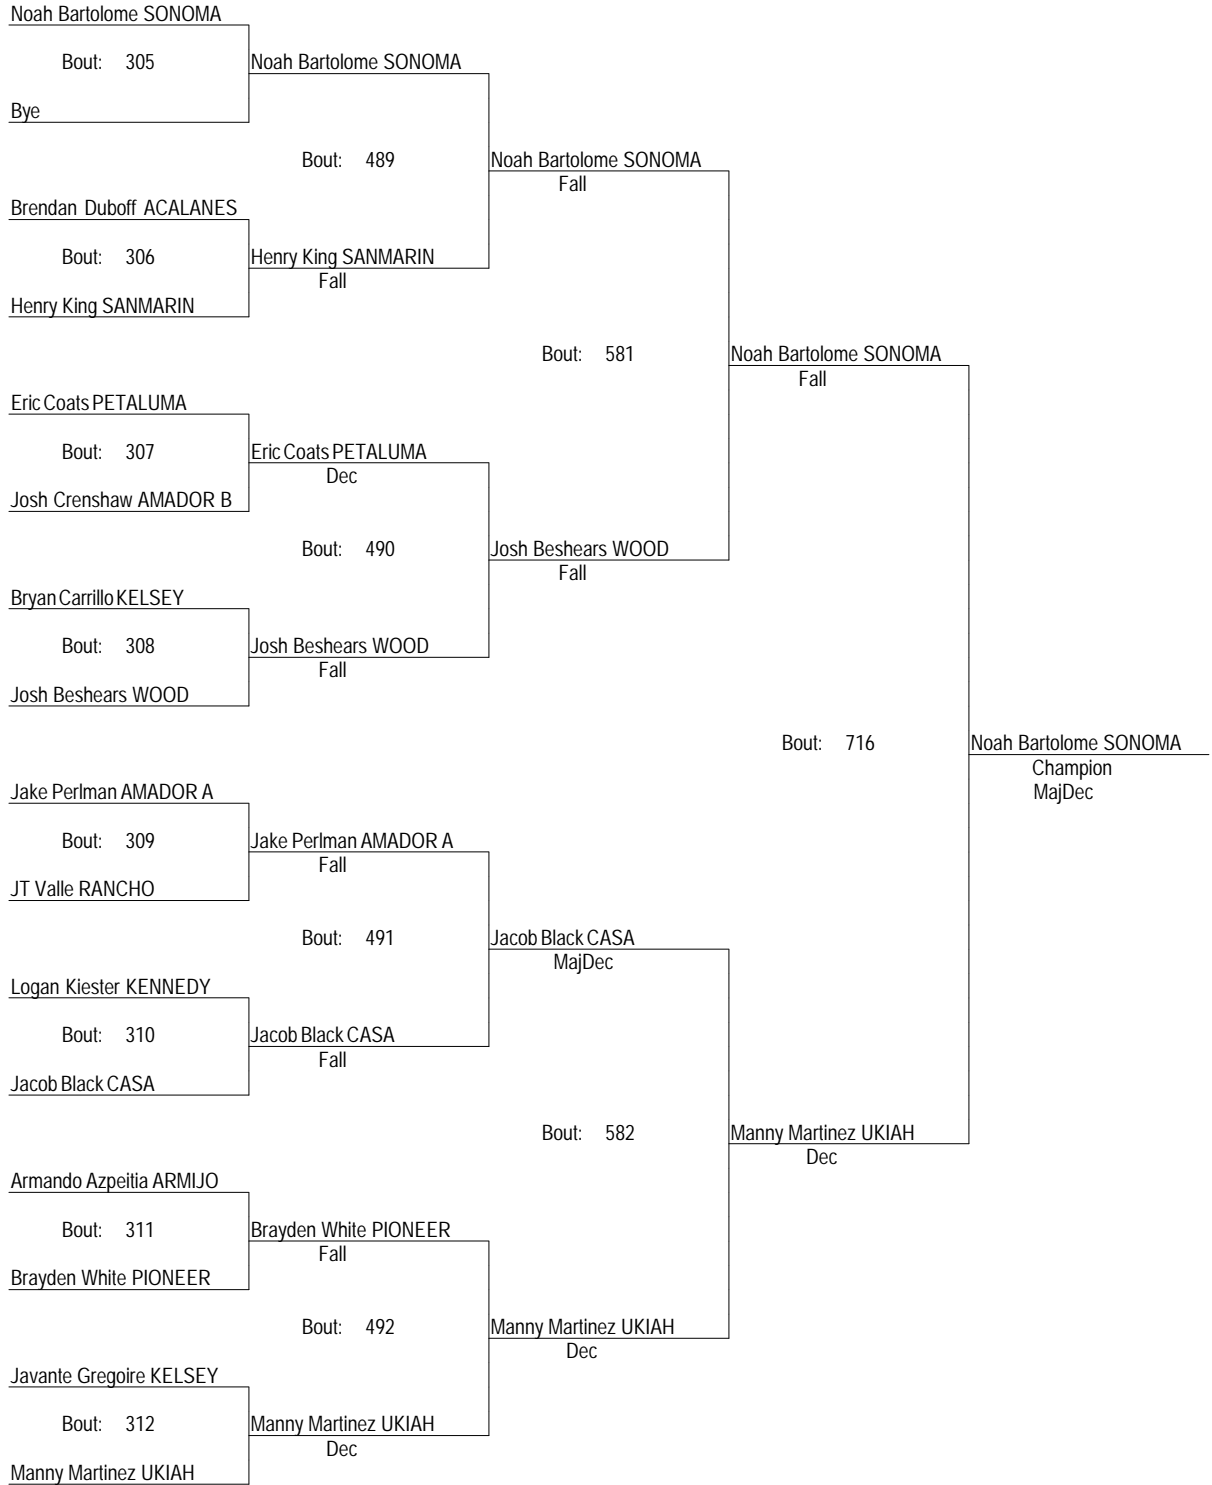 Noah Bartolome SONOMA
Bout: 305 Noah Bartolome SONOMA
Bye
Bout: 489 Noah Bartolome SONOMA
Fall
Brendan Duboff ACALANES
Bout: 306 Henry King SANMARIN
Fall
Henry King SANMARIN
Bout: 581 Noah Bartolome SONOMA
Fall
Eric Coats PETALUMA
Bout: 307 Eric Coats PETALUMA
Dec
Josh Crenshaw AMADOR B
Bout: 490 Josh Beshears WOOD
Fall
Bryan Carrillo KELSEY
Bout: 308 Josh Beshears WOOD
Fall
Josh Beshears WOOD
Bout: 716 Noah Bartolome SONOMA
Champion
MajDec
Jake Perlman AMADOR A
Bout: 309 Jake Perlman AMADOR A
Fall
JT Valle RANCHO
Bout: 491 Jacob Black CASA
MajDec
Logan Kiester KENNEDY
Bout: 310 Jacob Black CASA
Fall
Jacob Black CASA
Bout: 582 Manny Martinez UKIAH
Dec
Armando Azpeitia ARMIJO
Bout: 311 Brayden White PIONEER
Fall
Brayden White PIONEER
Bout: 492 Manny Martinez UKIAH
Dec
Javante Gregoire KELSEY
Bout: 312 Manny Martinez UKIAH
Dec
Manny Martinez UKIAH